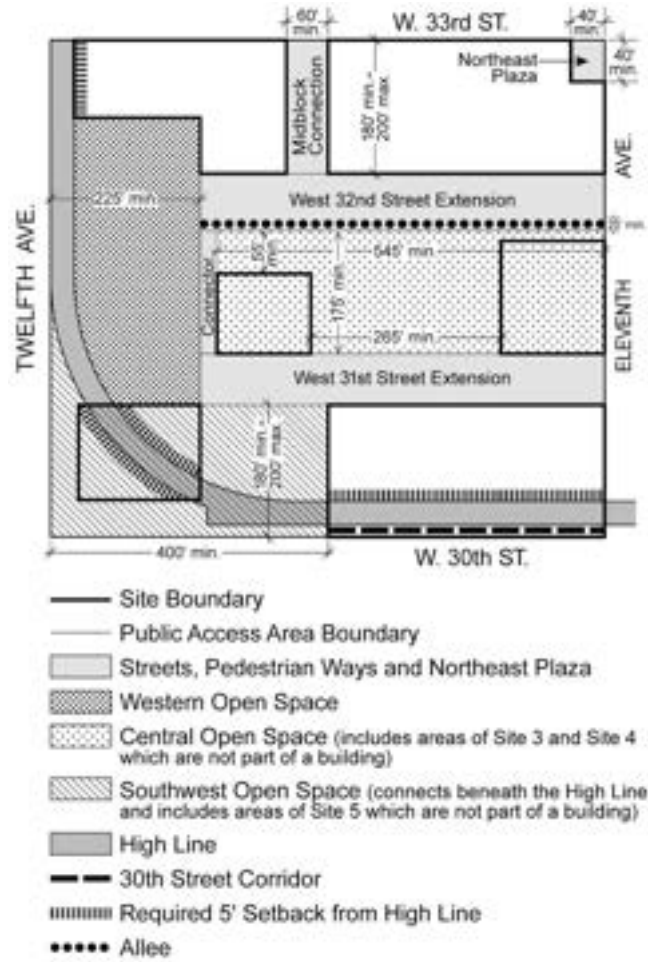 60'
min.
W. 33rd ST.
40'
min.
Northeast
Plaza
40'
min.
Midblock
Connection
180' min. -
200' max
AVE.
West 32nd Street Extension
225' min.
TWELFTH AVE.
55'
min
545' min.
Connector
175' min.
265' min.
ELEVENTH
West 31st Street Extension
180' min. -
200' max
400' min.
W. 30th ST.
Site Boundary
Public Access Area Boundary
Streets, Pedestrian Ways and Northeast Plaza
Western Open Space
Central Open Space (includes areas of Site 3 and Site 4
which are not part of a building)
Southwest Open Space (connects beneath the High Line
and includes areas of Site 5 which are not part of a building)
High Line
30th Street Corridor
Required 5' Setback from High Line
Allee